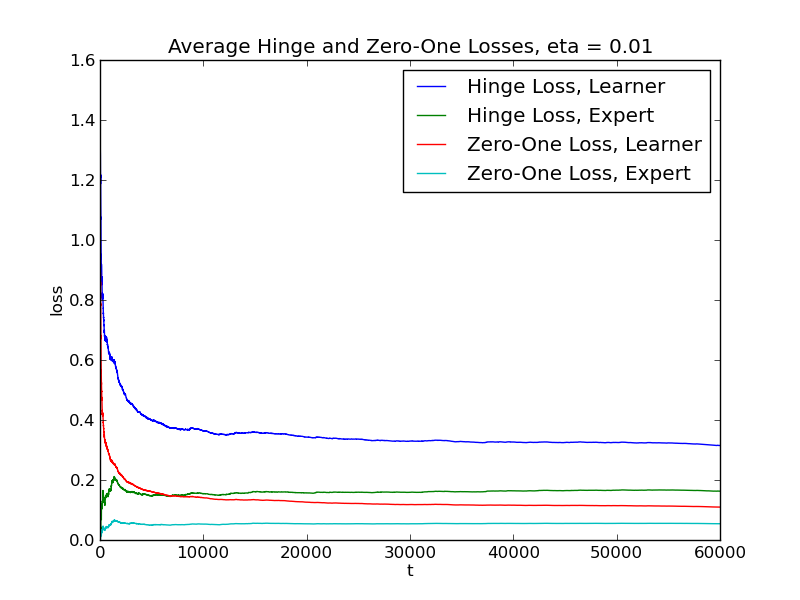 Average Hinge and Zero-One Losses, eta = 0.01
1.6
1.4
1.2
1.0
0.8
0.6
0.4
0.2
0.0
loss
Hinge Loss, Learner
Hinge Loss, Expert
Zero-One Loss, Learner
Zero-One Loss, Expert
0 10000 20000 30000 40000 50000 60000
t